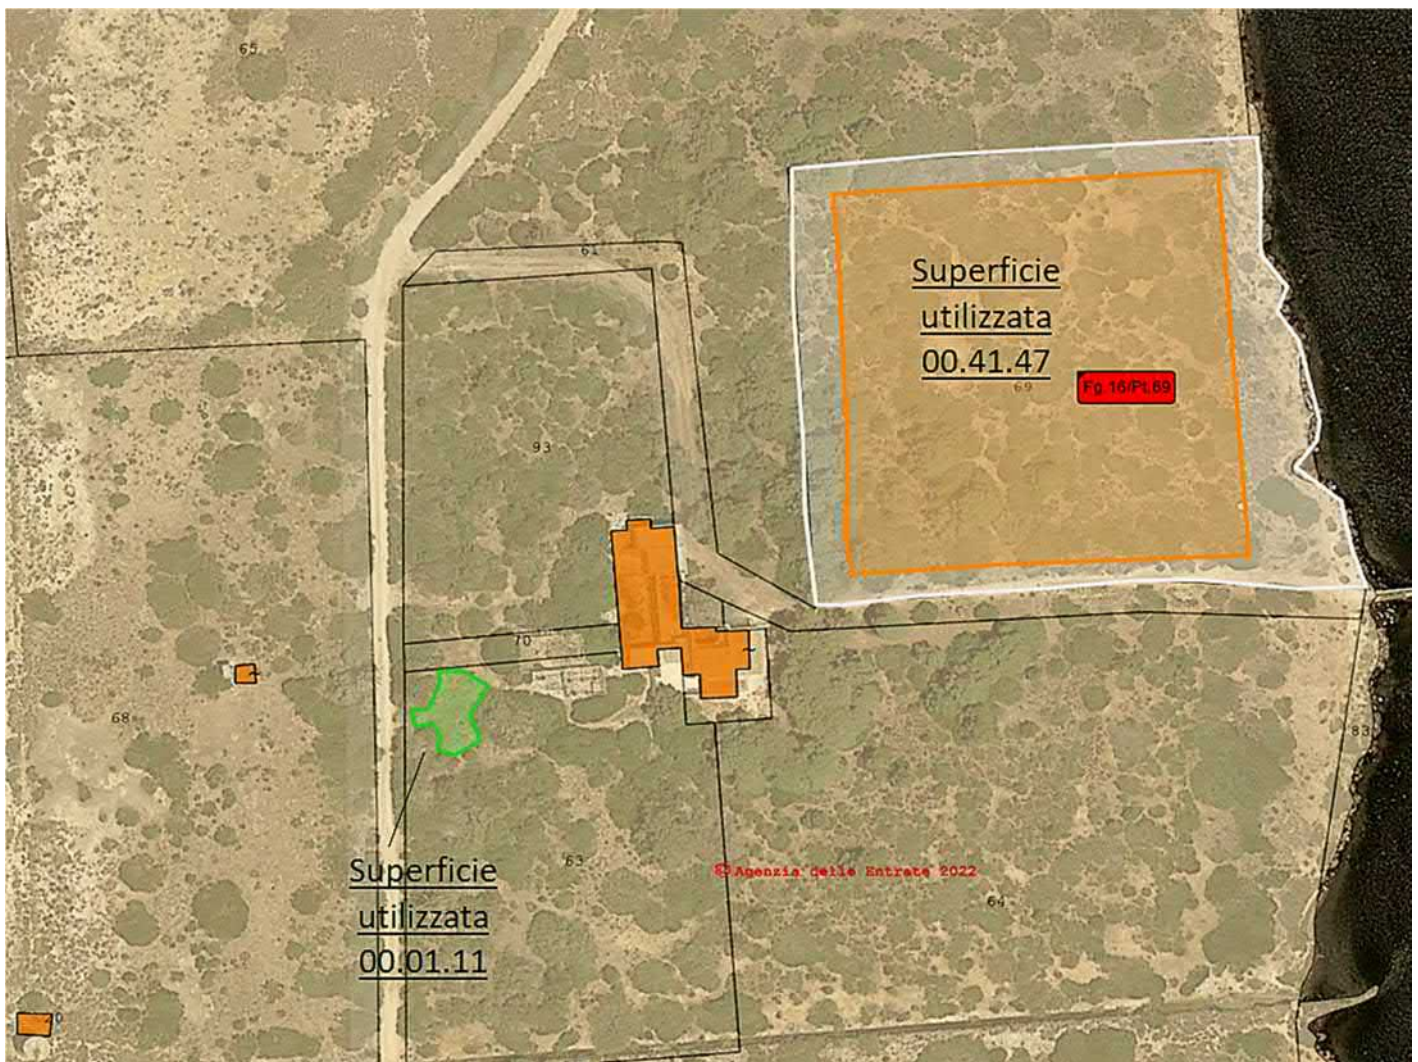 65
61
Superficie
utilizzata
00.41.47
69
Fg.16/Pt.69
93
70
68
83
Superficie
utilizzata
00.01.11
63
©Agenzia delle Entrate 2022
64